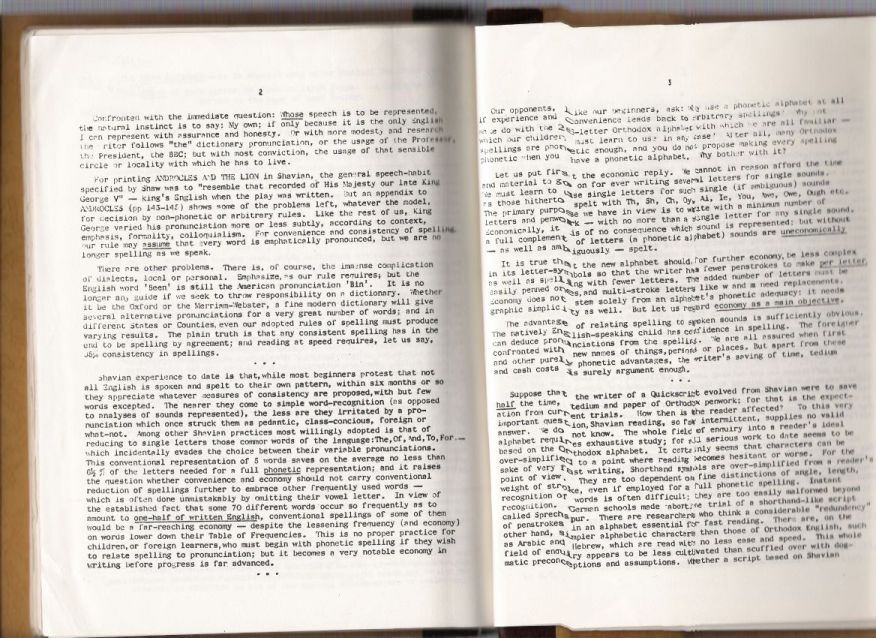 2
Confronted with the immediate question: Whose speech is to be represented,
the natural instinct is to say: My own; if only because it is the only English
I can represent with assurance and honesty. Or with more modesty and research
the writer follows "the" dictionary pronunciation, or the usage of the Professor,
the President, the BBC; but with most conviction, the usage of that sensible
circle or locality with which he has to live.
For printing ANDROCLES AND THE LION in Shavian, the general speech-habit
specified by Shaw was to "resemble that recorded of His Majesty our late King
George V" — king's English when the play was written. But an appendix to
ANDROCLES (pp 143-145) shows some of the problems left, whatever the model,
for decision by non-phonetic or arbitrary rules. Like the rest of us, King
George varied his pronunciation more or less subtly, according to context,
emphasis, formality, colloquialism. For convenience and consistency of spelling
our rule may assume that every word is emphatically pronounced, but we are no
longer spelling as we speak.
There are other problems. There is, of course, the immense complication
of dialects, local or personal. Emphasize, as our rule requires, but the
English word 'Been' is still the American pronunciation 'Bin'. It is no
longer any guide if we seek to throw responsibility on a dictionary. Whether
it be the Oxford or the Merriam-Webster, a fine modern dictionary will give
several alternative pronunciations for a very great number of words; and in
different States or Counties, even our adopted rules of spelling must produce
varying results. The plain truth is that any consistent spelling has in the
end to be spelling by agreement; and reading at speed requires, let us say,
consistency in spellings.
• • •
Shavian experience to date is that, while most beginners protest that not
all English is spoken and spelt to their own pattern, within six months or so
they appreciate whatever measures of consistency are proposed, with but few
words excepted. The nearer they come to simple word-recognition (as opposed
to analyses of sounds represented), the less are they irritated by a pro-
nunciation which once struck them as pedantic, class-concious, foreign or
what-not. Among other Shavian practices most willingly adopted is that of
reducing to single letters those common words of the language: The, Of, And, To, For —
which incidentally evades the choice between their variable pronunciations.
This conventional representation of 5 words saves on the average no less than
6½ % of the letters needed for a full phonetic representation; and it raises
the question whether convenience and economy should not carry conventional
reduction of spellings further to embrace other frequently used words —
which is often done unmistakably by omitting their vowel letter. In view of
the established fact that some 70 different words occur so frequently as to
amount to one-half of written English, conventional spellings of some of them
would be a far-reaching economy — despite the lessening frequency (and economy)
on words lower down their Table of Frequencies. This is no proper practice for
children, or foreign learners, who must begin with phonetic spelling if they wish
to relate spelling to pronunciation; but it becomes a very notable economy in
writing before progress is far advanced.
• • •
3
Our opponents, like our beginners, ask: Why use a phonetic alphabet at all
if experience and convenience leads back to arbitrary spellings? Why not
we do with the 26-letter Orthodox alphabet with which we are all familiar —
which our children must learn to use in any case? After all, many Orthodox
spellings are phonetic enough, and you do not propose making every spelling
phonetic when you have a phonetic alphabet. Why bother with it?
Let us put first the economic reply. We cannot in reason afford the time
and material to go on for ever writing several letters for single sounds.
We must learn to use single letters for such single (if ambiguous) sounds
as those hitherto spelt with Th, Sh, Ch, Oy, Ai, Ie, You, Awe, Owe, Ough etc.
The primary purpose we have in view is to write with a minimum of
letters and penwork — with no more than a single letter for any single sound.
Economically, it is of no consequence which sound is represented; but without
a full complement of letters (a phonetic alphabet) sounds are uneconomically
— as well as ambiguously — spelt.
It is true that the new alphabet should, for further economy, be less complex
in its letter-symbols so that the writer has fewer penstrokes to make per letter
as well as spelling with fewer letters. The added number of letters must be
easily penned ones, and multi-stroke letters like w and m need replacements.
Economy does not stem solely from an alphabet's phonetic adequacy: it needs
graphic simplicity as well. But let us regard economy as a main objective.
The advantage of relating spelling to spoken sounds is sufficiently obvious.
The natively English-speaking child has confidence in spelling. The foreigner
can deduce pronunciations from the spelling. We are all assured when first
confronted with new names of things, persons or places. But apart from these
and other purely phonetic advantages, the writer's saving of time, tedium
and cash costs is surely argument enough.
• • •
Suppose that the writer of a Quickscript evolved from Shavian were to save
half the time, tedium and paper of Orthodox penwork; for that is the expect-
ation from current trials. How then is the reader affected? To this very
important question, Shavian reading, so far intermittent, supplies no valid
answer. We do not know. The whole field of enquiry into a reader's ideal
alphabet requires exhaustive study; for all serious work to date seems to be
based on the Orthodox alphabet. It certainly seems that characters can be
over-simplified to a point where reading becomes hesitant or worse. For the
sake of very fast writing, Shorthand symbols are over-simplified from a reader's
point of view. They are too dependent on fine distinctions of angle, length,
weight of stroke, even if employed for a full phonetic spelling. Instant
recognition of words is often difficult; they are too easily malformed beyond
recognition. German schools made abortive trial of a shorthand-like script
called Sprechspur. There are researchers who think a considerable "redundency"
of penstrokes in an alphabet essential for fast reading. There are, on the
other hand, simpler alphabetic characters than those of Orthodox English, such
as Arabic and Hebrew, which are read with no less ease and speed. This whole
field of enquiry appears to be less cultivated than scuffled over with dog-
matic preconceptions and assumptions. Whether a script based on Shavian